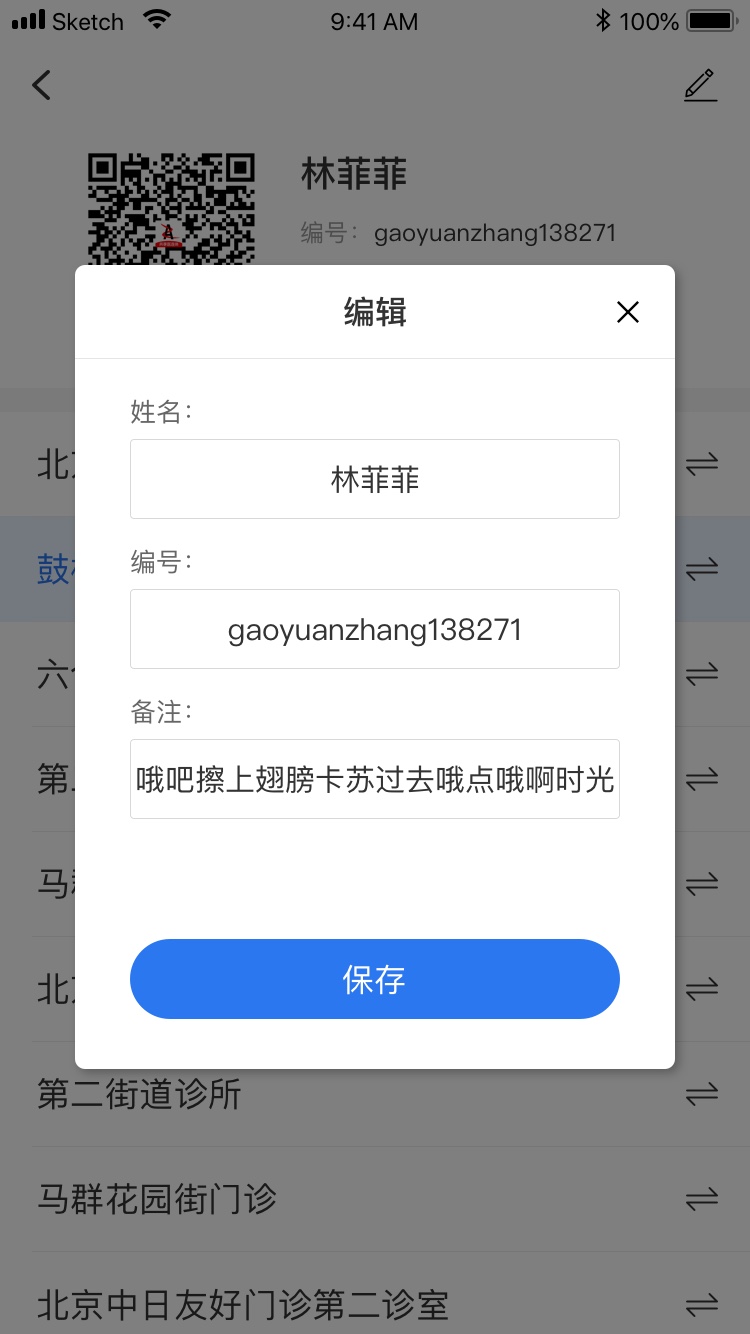 Sketch 9:41 AM 100%
林菲菲
编号： gaoyuanzhang138271
编辑
姓名：
林菲菲
编号：
gaoyuanzhang138271
备注：
哦吧擦上翅膀卡苏过去哦点哦啊时光
保存
北
鼓
六
第
马
北
第二街道诊所
马群花园街门诊
北京中日友好门诊第二诊室